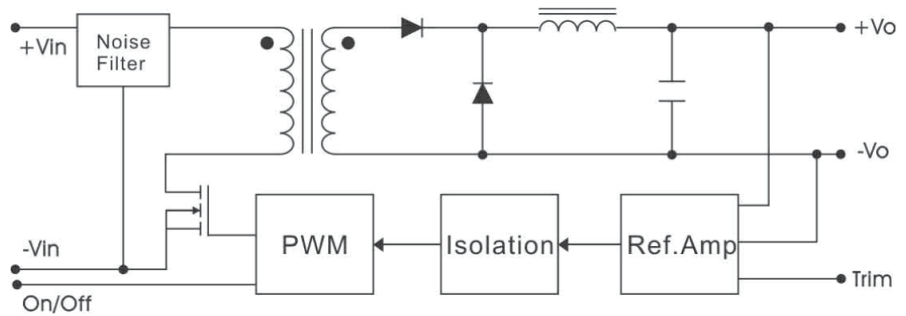 +Vin
Noise
Filter
+Vo
-Vo
-Vin
PWM
Isolation
Ref.Amp
Trim
On/Off